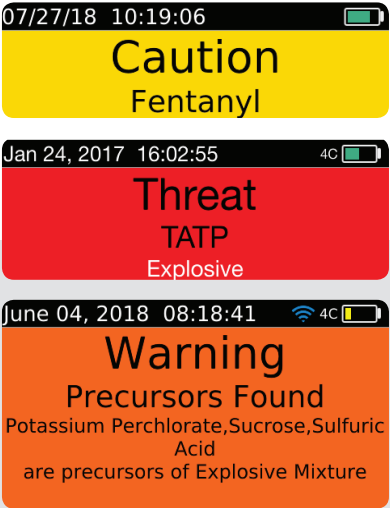 07/27/18 10:19:06
Caution
Fentanyl
Jan 24, 2017 16:02:55 4C
Threat
TATP
Explosive
June 04, 2018 08:18:41 4C
Warning
Precursors Found
Potassium Perchlorate,Sucrose,Sulfuric
Acid
are precursors of Explosive Mixture